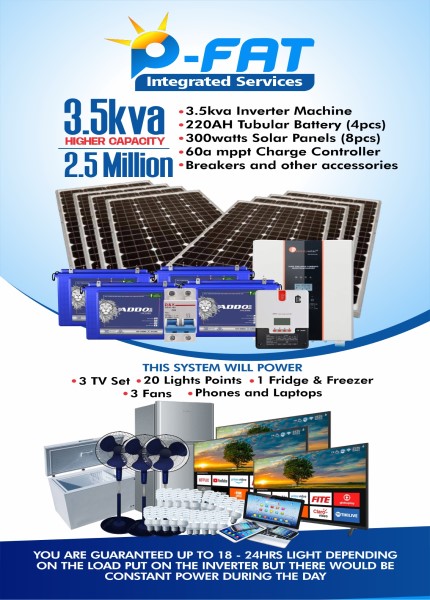 P-FAT
Integrated Services
3.5kva
HIGHER CAPACITY
2.5 Million
• 3.5kva Inverter Machine
• 220AH Tubular Battery (4pcs)
• 300watts Solar Panels (8pcs)
• 60a mppt Charge Controller
• Breakers and other accessories
THIS SYSTEM WILL POWER
• 3 TV Set • 20 Lights Points • 1 Fridge & Freezer
• 3 Fans • Phones and Laptops
NETFLIX
YouTube
FITE
YOU ARE GUARANTEED UP TO 18 - 24HRS LIGHT DEPENDING
ON THE LOAD PUT ON THE INVERTER BUT THERE WOULD BE
CONSTANT POWER DURING THE DAY